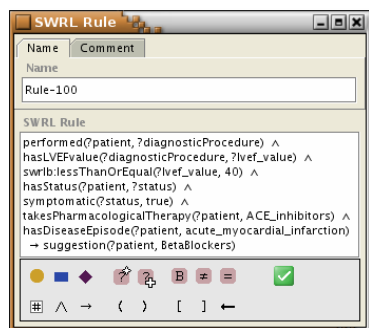 SWRL Rule
Name Comment
Name
Rule-100
SWRL Rule
performed(?patient, ?diagnosticProcedure) ∧
hasLVEFvalue(?diagnosticProcedure, ?lvef_value) ∧
swrlb:lessThanOrEqual(?lvef_value, 40) ∧
hasStatus(?patient, ?status) ∧
symptomatic(?status, true) ∧
takesPharmacologicalTherapy(?patient, ACE_inhibitors) ∧
hasDiseaseEpisode(?patient, acute_myocardial_infarction)
→ suggestion(?patient, BetaBlockers)
? ? B ≠ =
# ∧ → ( ) [ ] ←